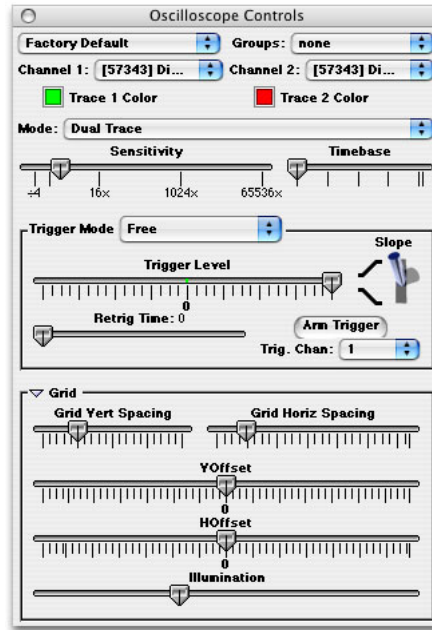 Oscilloscope Controls
Factory Default Groups: none
Channel 1: [57343] Di... Channel 2: [57343] Di...
Trace 1 Color Trace 2 Color
Mode: Dual Trace
Sensitivity Timebase
÷4 16x 1024x 65536x
Trigger Mode Free
Slope
Trigger Level
0
Retrig Time: 0
Arm Trigger
Trig. Chan: 1
Grid
Grid Vert Spacing Grid Horiz Spacing
VOffset
0
HOffset
0
Illumination